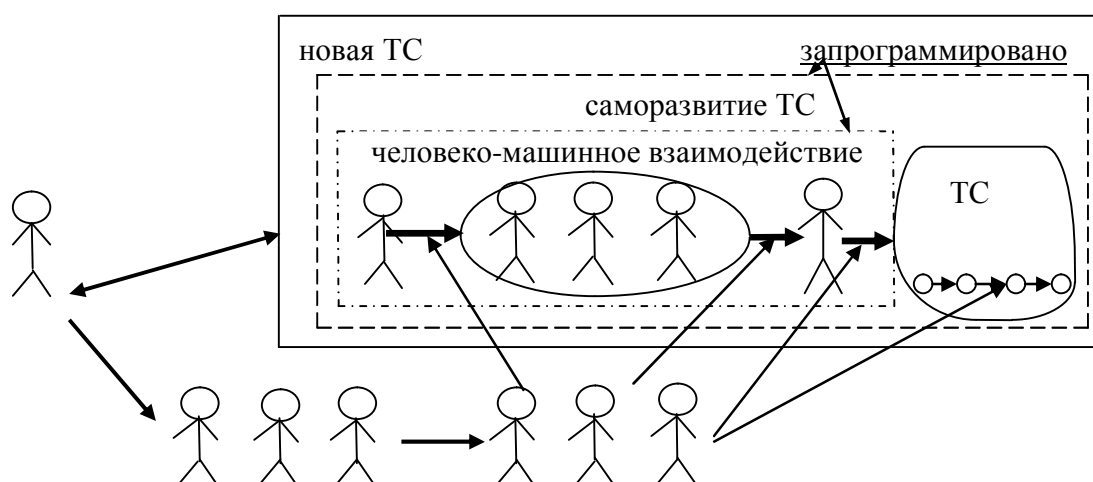 новая ТС
запрограммировано
саморазвитие ТС
человеко-машинное взаимодействие
ТС